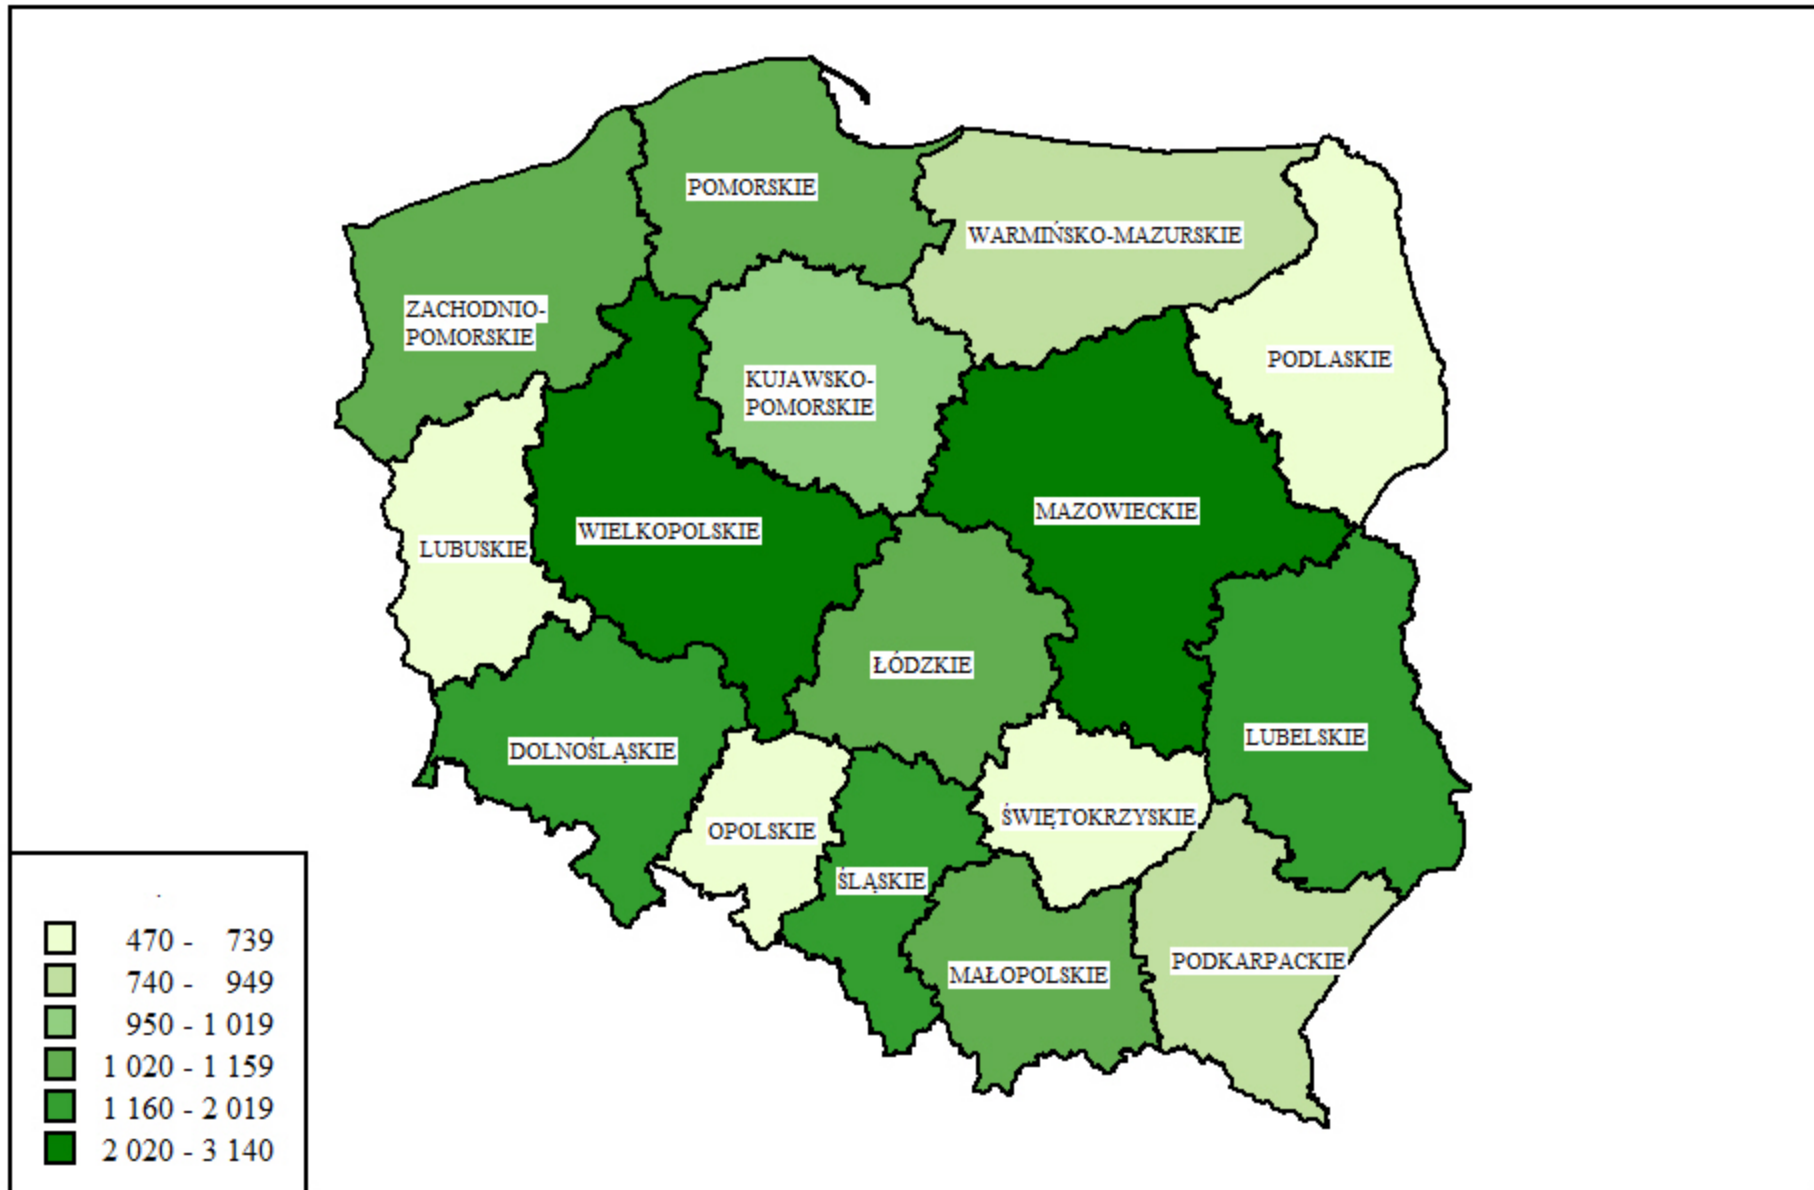 POMORSKIE
WARMIŃSKO-MAZURSKIE
ZACHODNIO-
POMORSKIE
PODLASKIE
KUJAWSKO-
POMORSKIE
MAZOWIECKIE
WIELKOPOLSKIE
LUBUSKIE
ŁÓDZKIE
LUBELSKIE
DOLNOŚLĄSKIE
ŚWIĘTOKRZYSKIE
OPOLSKIE
ŚLĄSKIE
PODKARPACKIE
MAŁOPOLSKIE
470 - 739
740 - 949
950 - 1 019
1 020 - 1 159
1 160 - 2 019
2 020 - 3 140